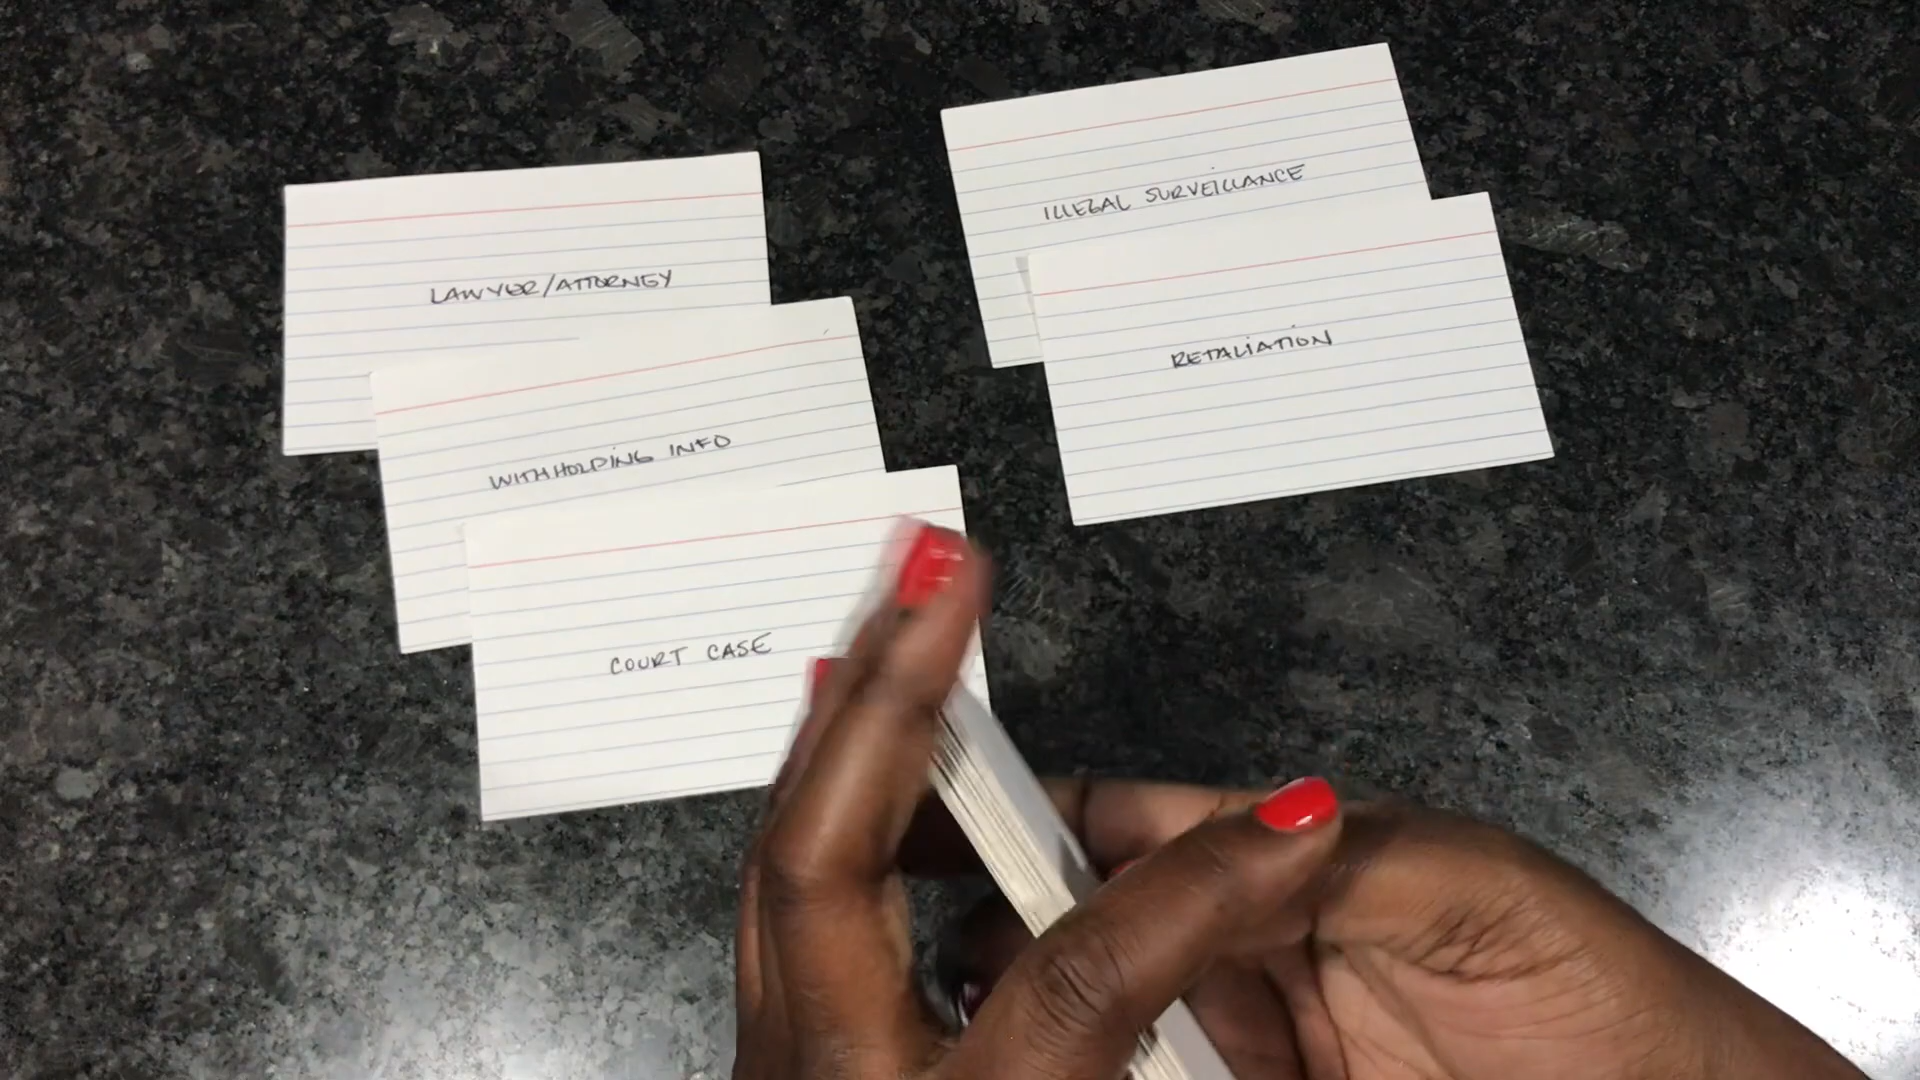 LAWYER/ATTORNEY
WITHHOLDING INFO
COURT CASE
ILLEGAL SURVEILLANCE
RETALIATION